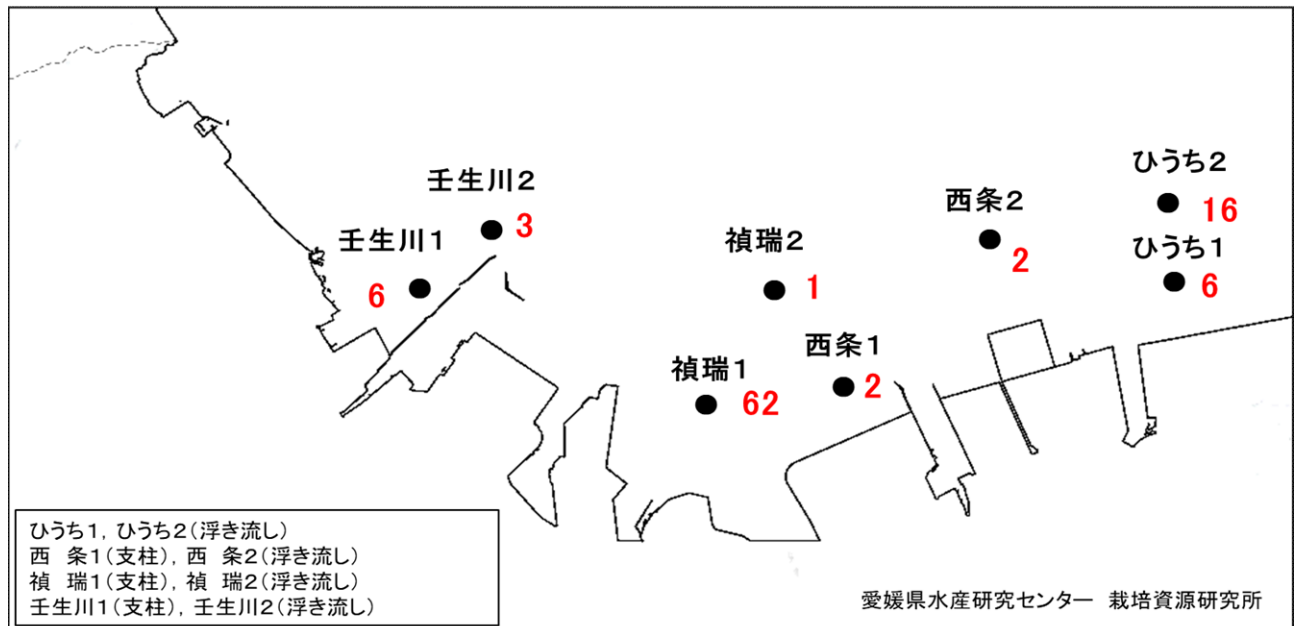 ひうち2
16
壬生川2
3
西条2
2
禎瑞2
1
ひうち1
6
壬生川1
6
西条1
2
禎瑞1
62
ひうち1,ひうち2(浮き流し)
西 条1(支柱),西 条2(浮き流し)
禎 瑞1(支柱),禎 瑞2(浮き流し)
壬生川1(支柱),壬生川2(浮き流し)
愛媛県水産研究センター 栽培資源研究所